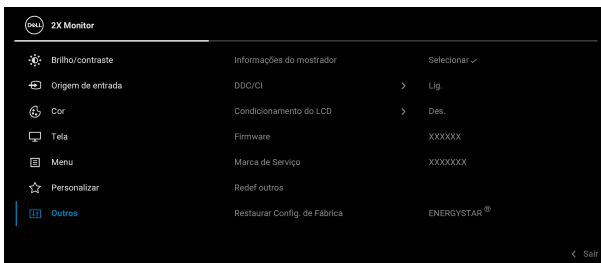 DELL 2X Monitor
Brilho/contraste Informações do mostrador Selecionar ✓
Origem de entrada DDC/CI > Lig.
Cor Condicionamento do LCD > Des.
Tela Firmware XXXXXX
Menu Marca de Serviço XXXXXXX
Personalizar Redef outros
Outros Restaurar Config. de Fábrica ENERGYSTAR ®
< Sair